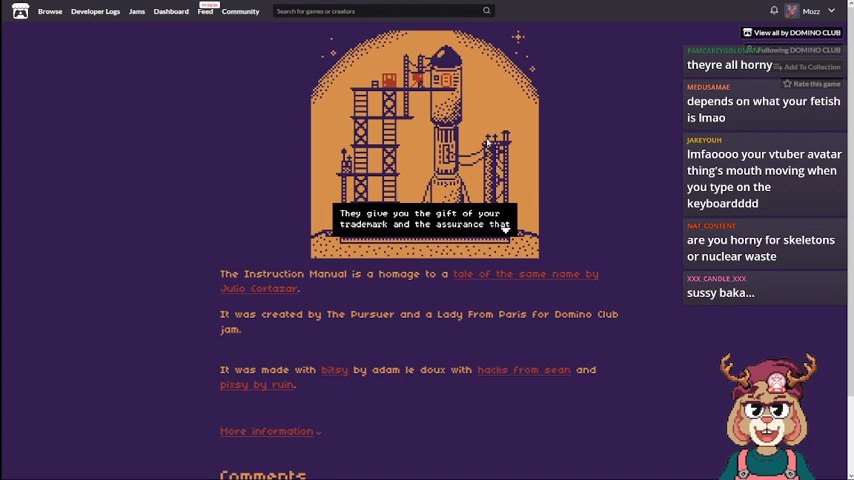 Browse
Developer Logs
Jams
Dashboard
Feed
Community
Search for games or creators
Mozz
View all by DOMINO CLUB
Following DOMINO CLUB
Add To Collection
Rate this game
PAMCAREYGOLDMAN
theyre all horny
MEDUSAMAE
depends on what your fetish
is lmao
JAKEYOUH
lmfaoooo your vtuber avatar
thing's mouth moving when
you type on the
keyboardddd
NAT_CONTENT
are you horny for skeletons
or nuclear waste
XXX_CANDLE_XXX
sussy baka...
They give you the gift of your
trademark and the assurance that
The Instruction Manual is a homage to a tale of the same name by
Julio Cortazar.
It was created by The Pursuer and a Lady From Paris for Domino Club
jam.
It was made with bitsy by adam le doux with hacks from sean and
pixsy by ruin.
More information
Comments